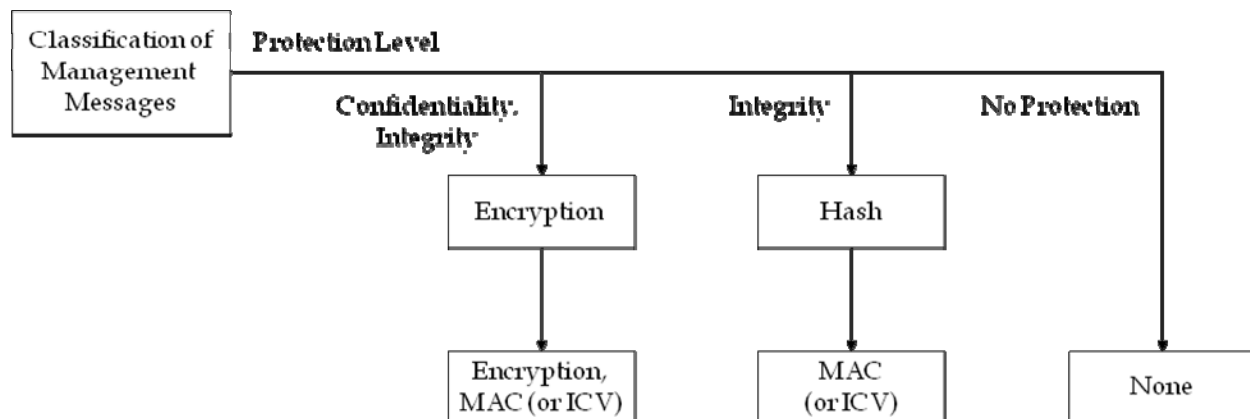 Classification of
Management
Messages
Protection Level
Confidentiality,
Integrity
Integrity
No Protection
Encryption
Hash
Encryption,
MAC (or ICV)
MAC
(or ICV)
None